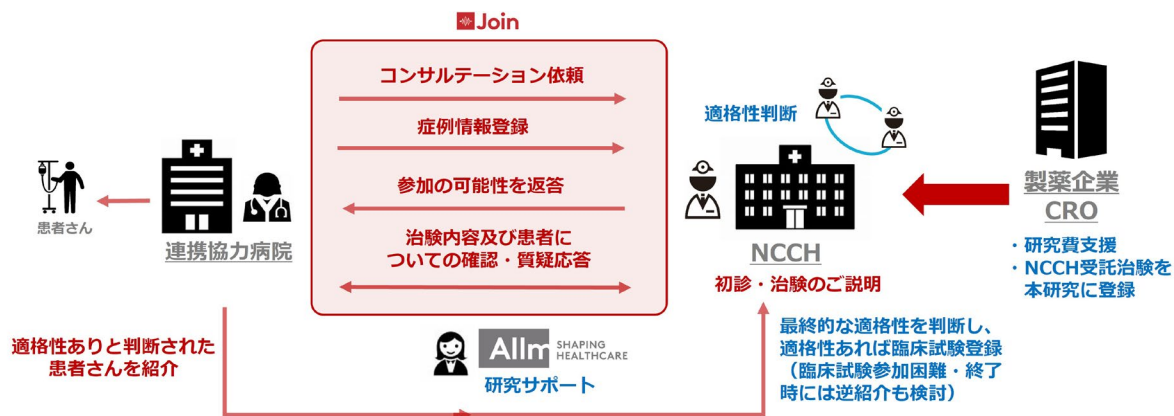 Join
コンサルテーション依頼
症例情報登録
参加の可能性を返答
治験内容及び患者に
ついての確認・質疑応答
患者さん
連携協力病院
適格性判断
NCCH
初診・治験のご説明
製薬企業
CRO
・研究費支援
・NCCH受託治験を
本研究に登録
適格性ありと判断された
患者さんを紹介
Allm SHAPING
HEALTHCARE
研究サポート
最終的な適格性を判断し、
適格性あれば臨床試験登録
（臨床試験参加困難・終了
時には逆紹介も検討）